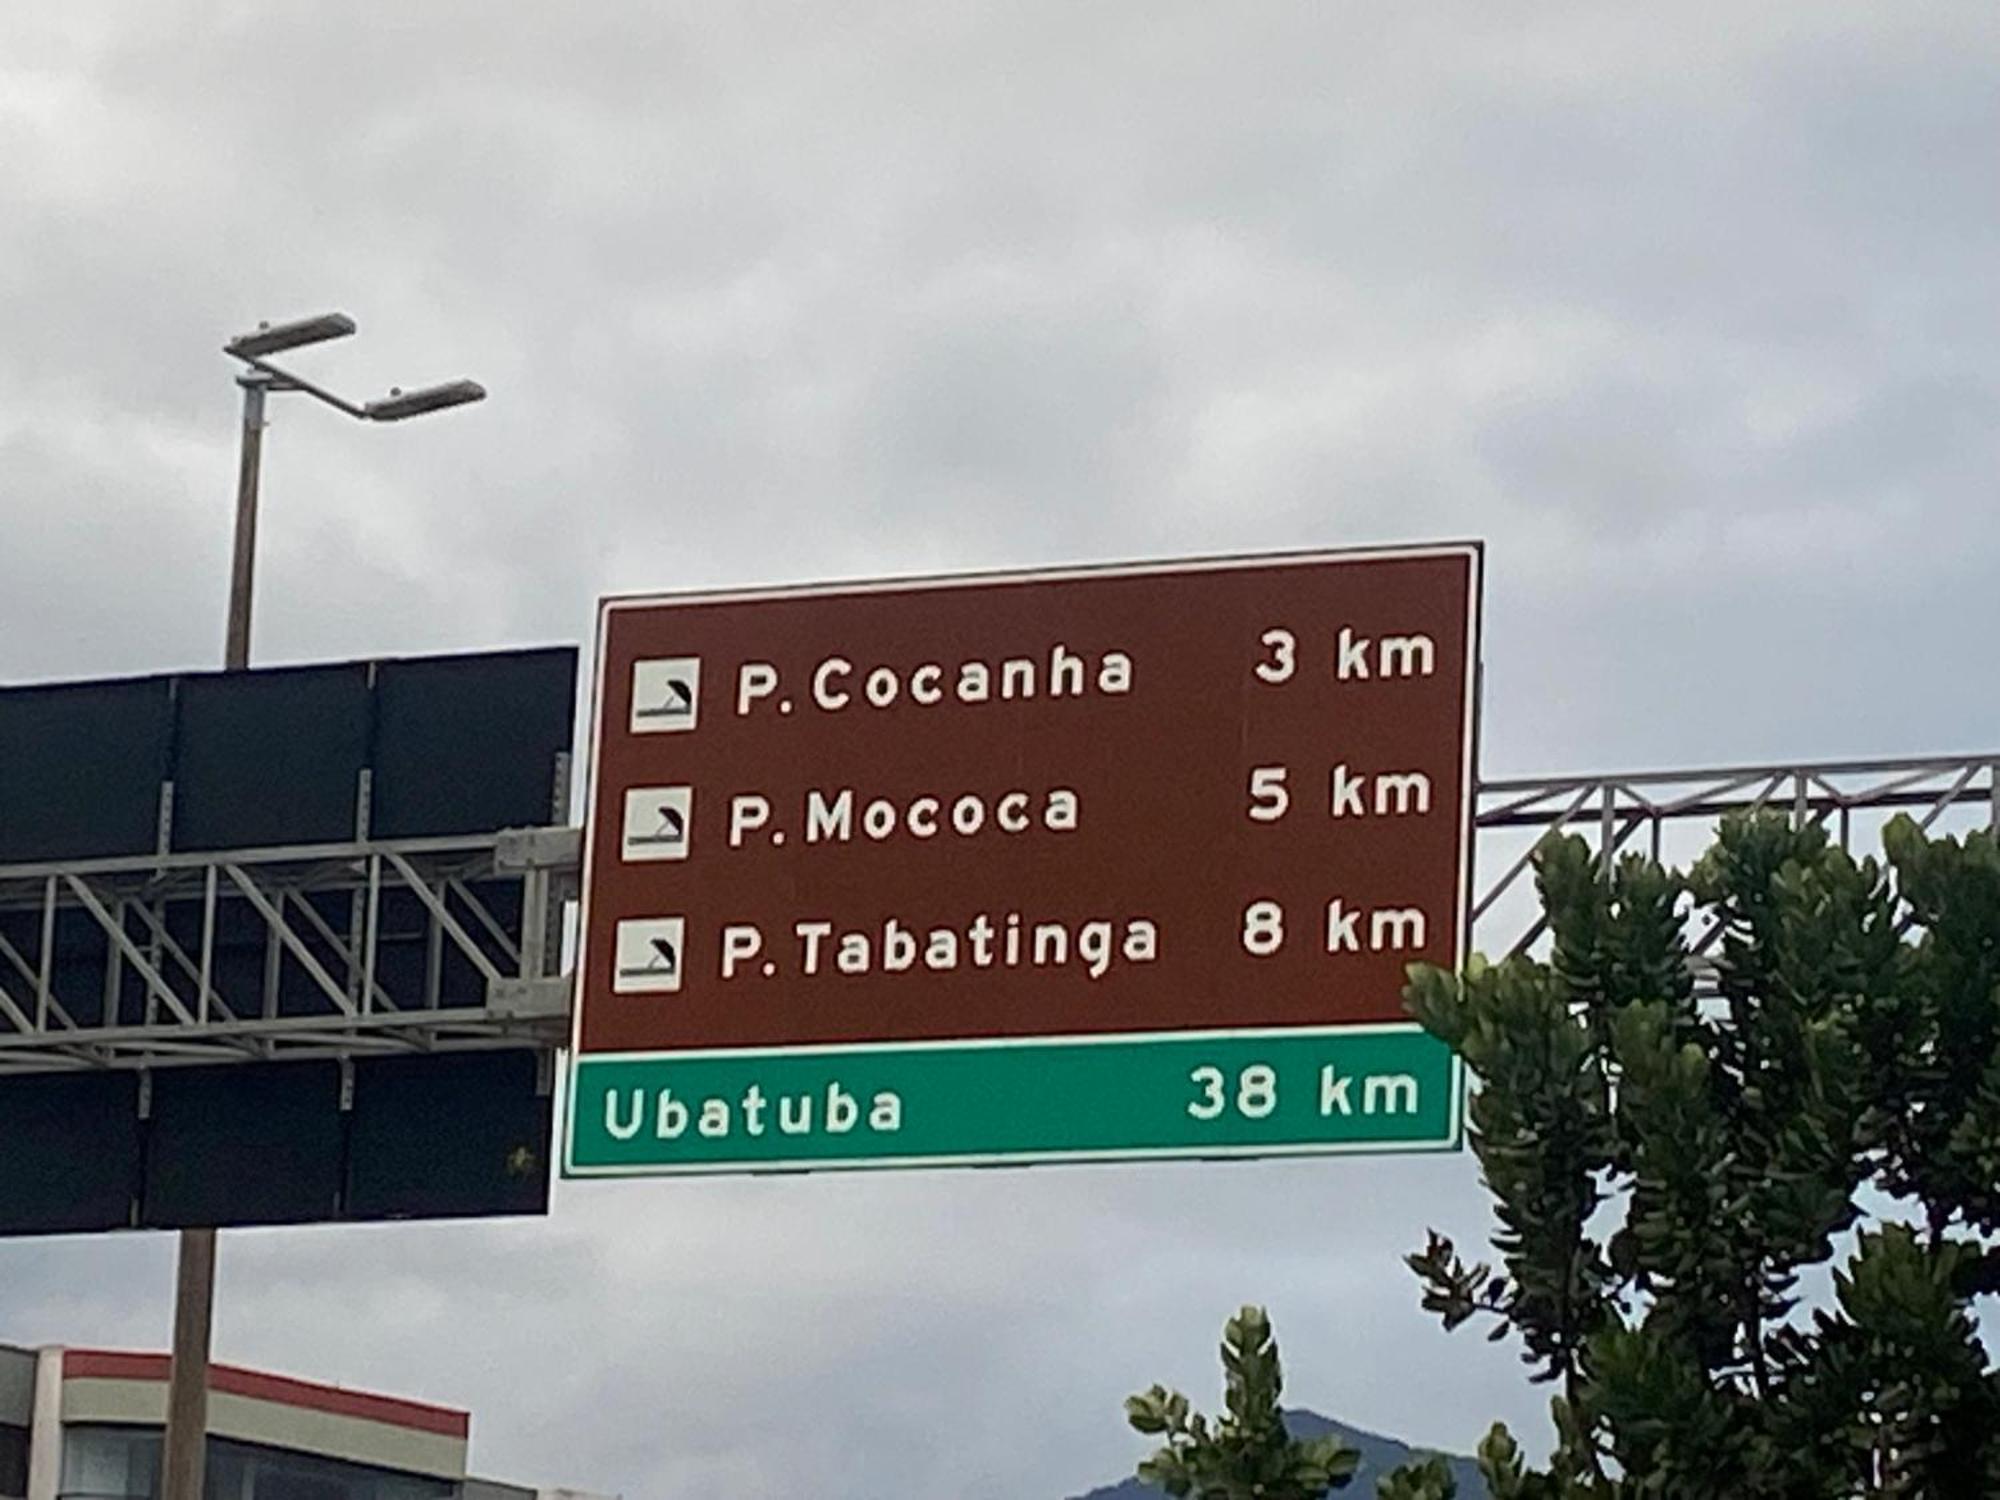 P. Cocanha 3 km
P. Mococa 5 km
P. Tabatinga 8 km
Ubatuba 38 km